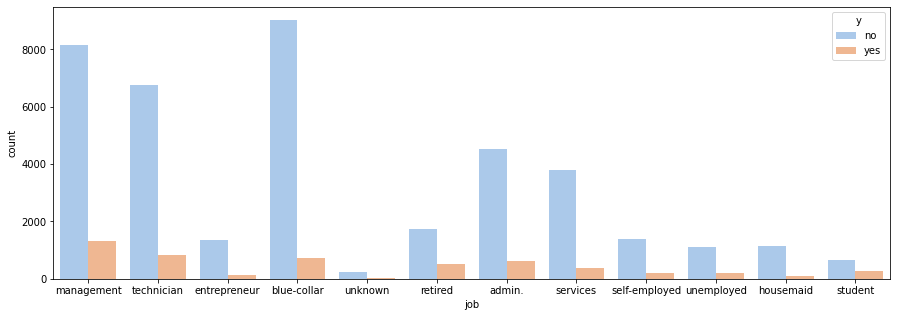 y
no
yes
8000
6000
4000
2000
0
count
management technician entrepreneur blue-collar unknown retired admin. services self-employed unemployed housemaid student
job